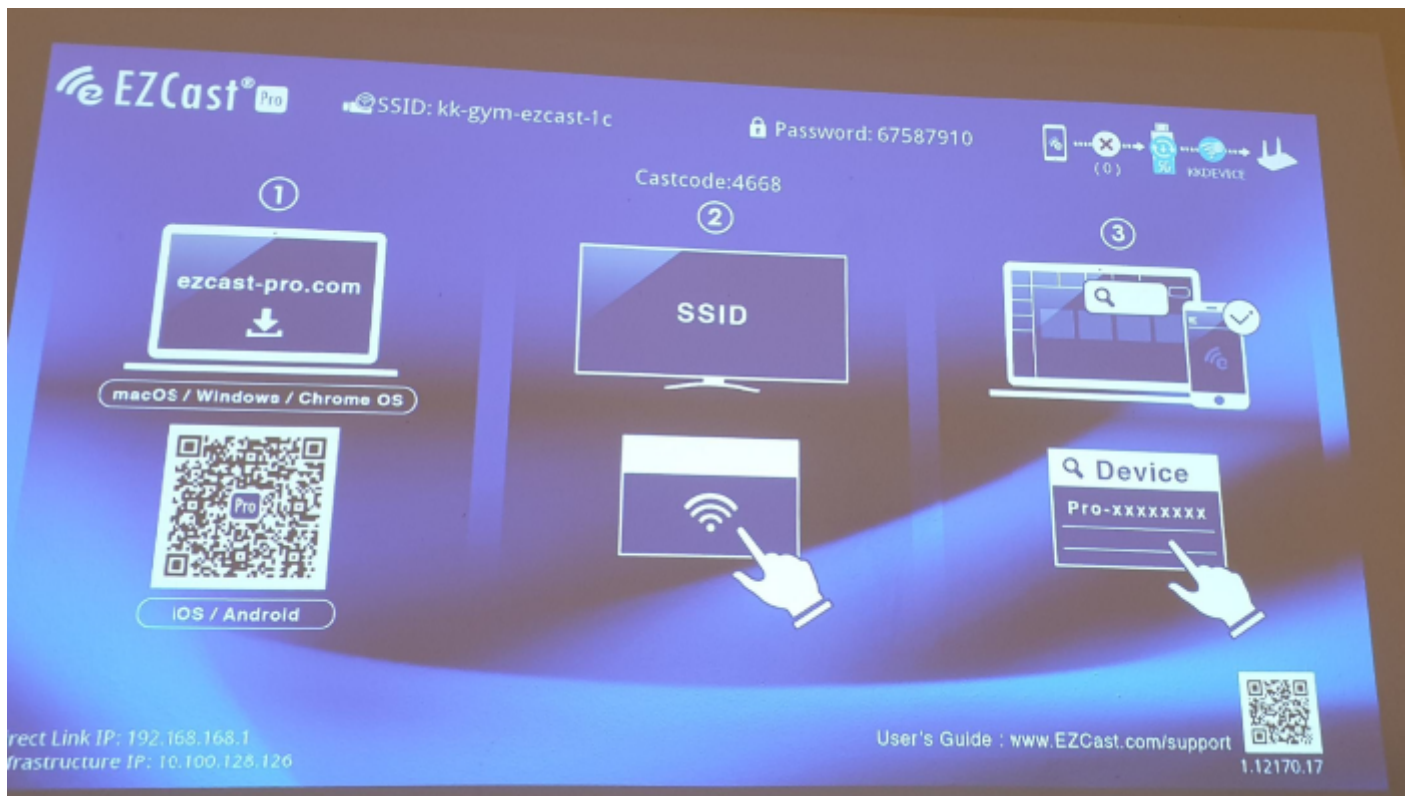 EZCast® Pro
SSID: kk-gym-ezcast-1c
Password: 67587910
(0)
5G
KKDEVICE
Castcode:4668
1
2
3
ezcast-pro.com
SSID
macOS / Windows / Chrome OS
Device
Pro-xxxxxxxx
Pro
iOS / Android
rect Link IP: 192.168.168.1
frastructure IP: 10.100.128.126
User's Guide : www.EZCast.com/support
1.12170.17